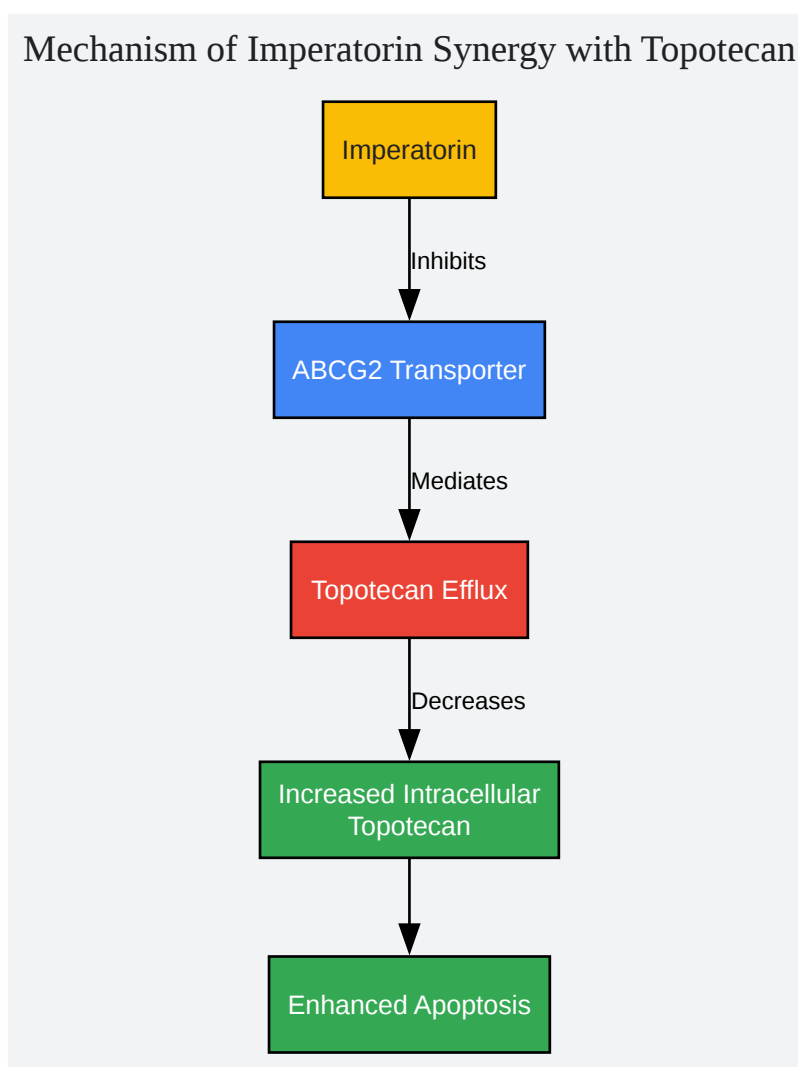 Mechanism of Imperatorin Synergy with Topotecan
Imperatorin
Inhibits
ABCG2 Transporter
Mediates
Topotecan Efflux
Decreases
Increased Intracellular
Topotecan
Enhanced Apoptosis